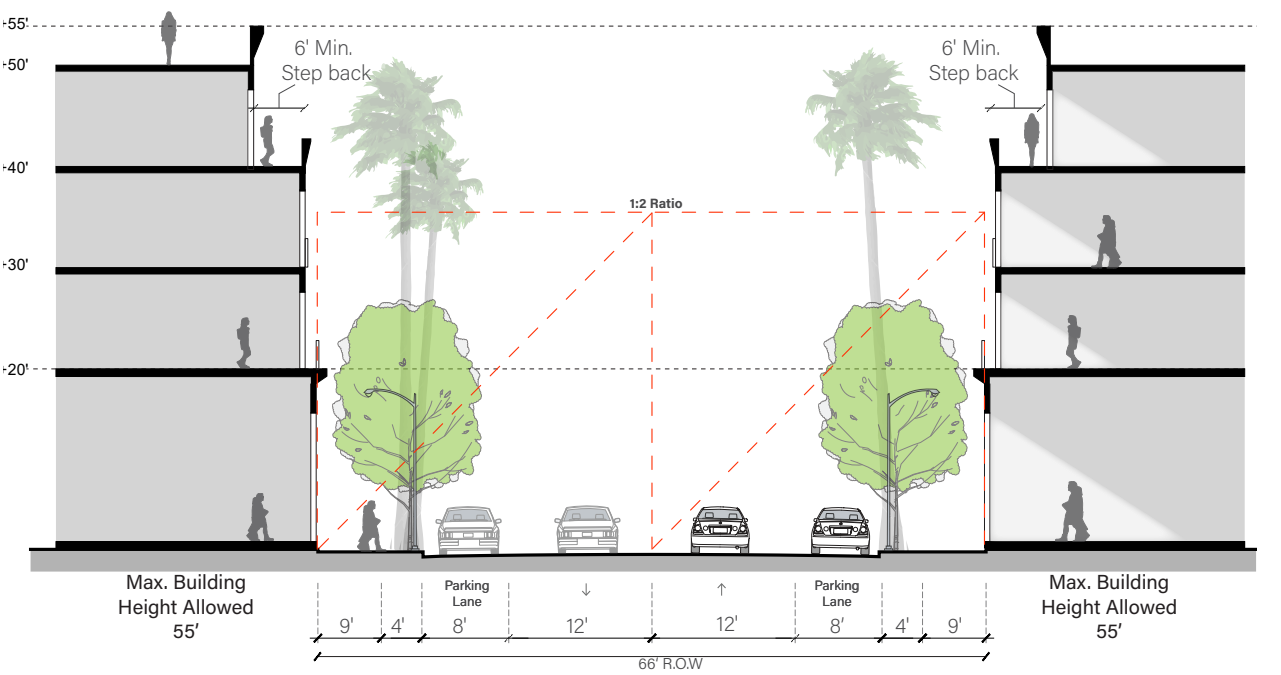 +55'
6' Min.
Step back
6' Min.
Step back
+50'
+40'
1:2 Ratio
+30'
+20'
Max. Building
Height Allowed
55'
Parking
Lane
↓
↑
Parking
Lane
Max. Building
Height Allowed
55'
9'
4'
8'
12'
12'
8'
4'
9'
66' R.O.W